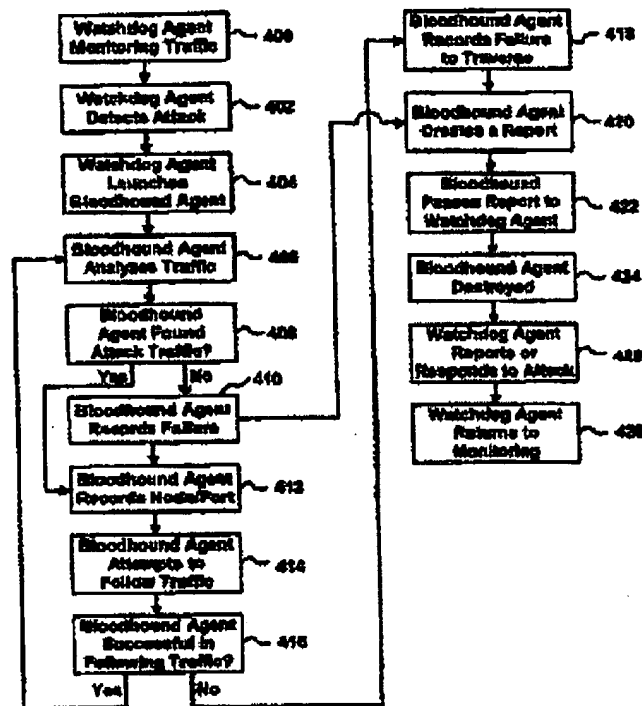 Watchdog Agent
Monitoring Traffic
400
Watchdog Agent
Detects Attack
402
Watchdog Agent
Launches
Bloodhound Agent
404
Bloodhound Agent
Analyzes Traffic
406
Bloodhound
Agent Found
Attack Traffic?
408
Yes
No
410
Bloodhound Agent
Records Failure
Bloodhound Agent
Records Node/Port
412
Bloodhound Agent
Attempts to
Follow Traffic
414
Bloodhound Agent
Successful in
Following Traffic?
416
Yes
No
Bloodhound Agent
Records Failure
to Traverse
418
Bloodhound Agent
Creates a Report
420
Bloodhound
Passes Report to
Watchdog Agent
422
Bloodhound Agent
Destroyed
424
Watchdog Agent
Reports or
Responds to Attack
Watchdog Agent
Returns to
Monitoring